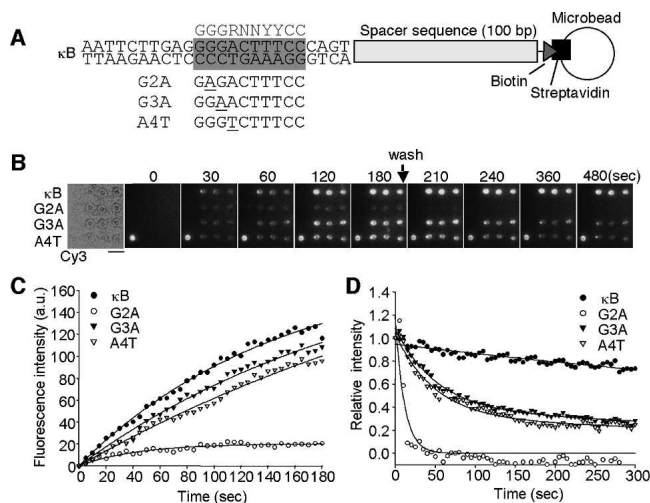 A
GGGRNNYYCC
Spacer sequence (100 bp)
Microbead
κB
AATTCTTGAGGGGACTTTCCCAGT
TTAAGAACTCCCCTGAAAGGGTCA
Biotin
Streptavidin
G2A GAGACTTTCC
G3A GGAACTTTCC
A4T GGGTCTTTCC
B
wash
0 30 60 120 180 210 240 360 480(sec)
κB
G2A
G3A
A4T
Cy3
C
κB
G2A
G3A
A4T
Fluorescence intensity (a.u.)
160
140
120
100
80
60
40
20
0
0 20 40 60 80 100 120 140 160 180
Time (sec)
D
κB
G2A
G3A
A4T
Relative intensity
1.4
1.2
1.0
0.8
0.6
0.4
0.2
0.0
0 50 100 150 200 250 300
Time (sec)